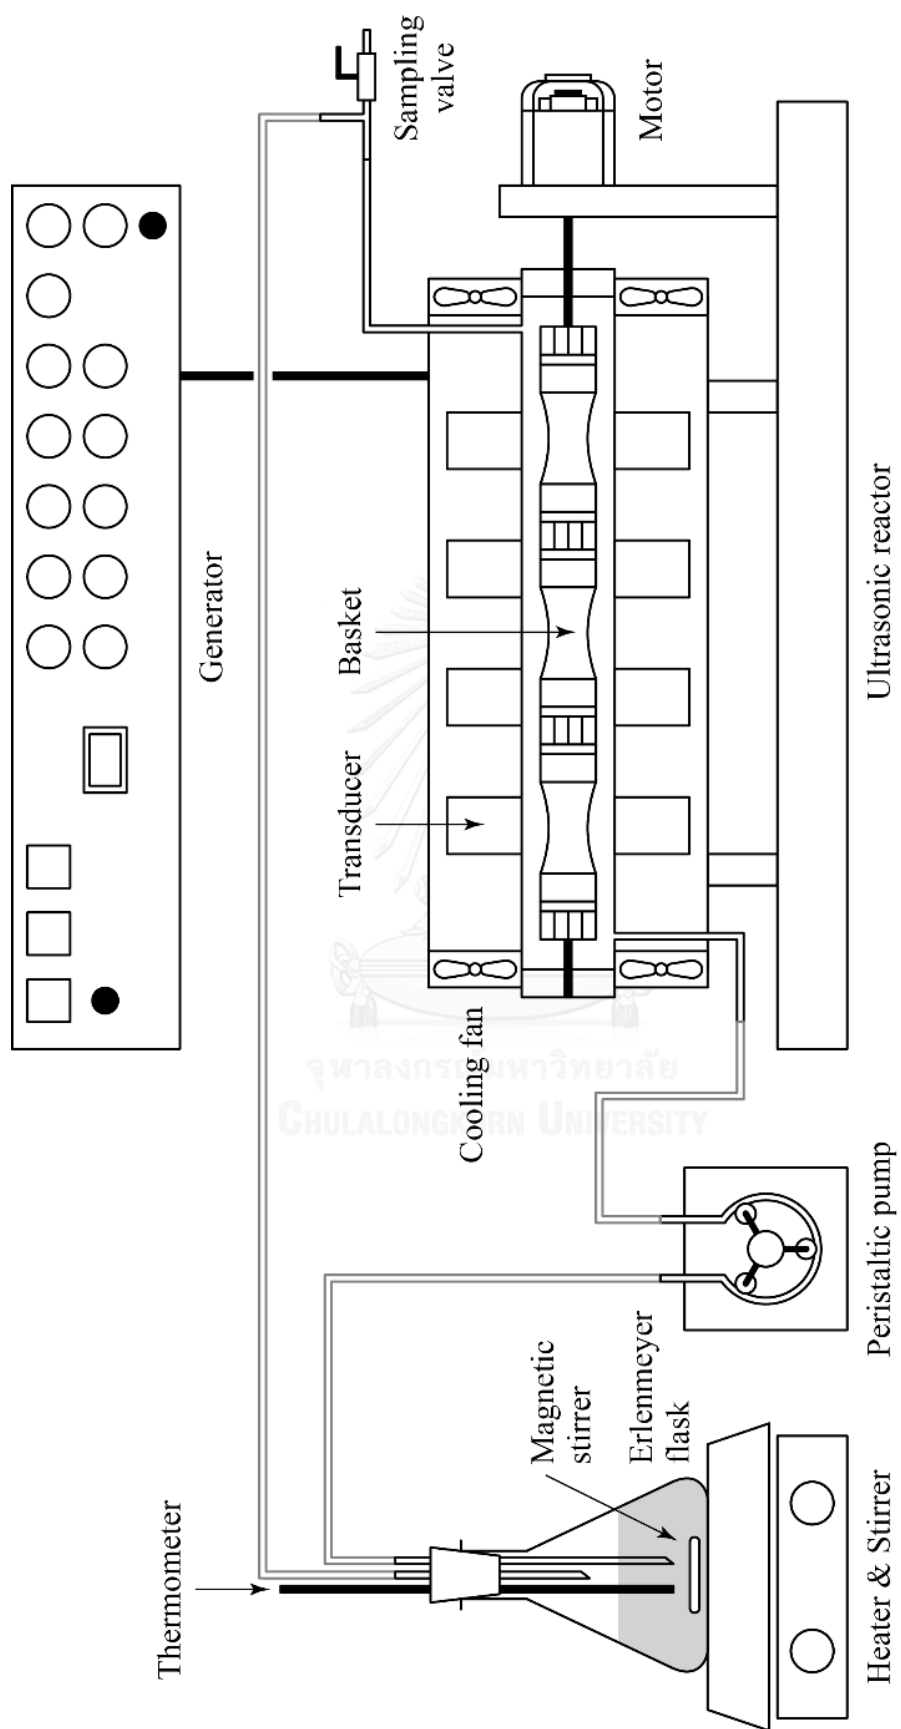 Generator
Sampling
valve
Motor
Thermometer
Transducer
Basket
Cooling fan
Magnetic
stirrer
Erlenmeyer
flask
จุฬาลงกรณ์มหาวิทยาลัย
CHULALONGKORN UNIVERSITY
Heater & Stirrer
Peristaltic pump
Ultrasonic reactor